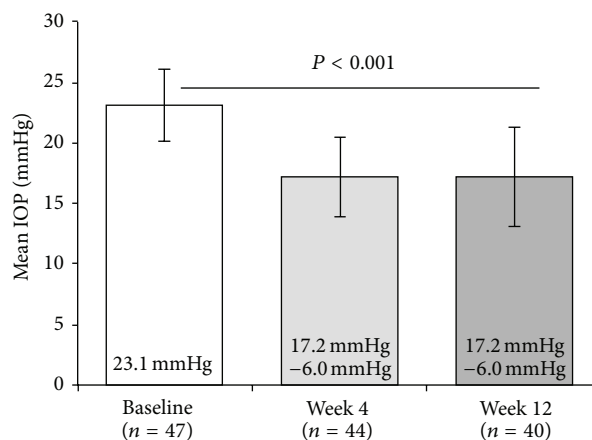 30
25
20
15
10
5
0
Mean IOP (mmHg)
P < 0.001
23.1 mmHg
17.2 mmHg
−6.0 mmHg
17.2 mmHg
−6.0 mmHg
Baseline
(n = 47)
Week 4
(n = 44)
Week 12
(n = 40)